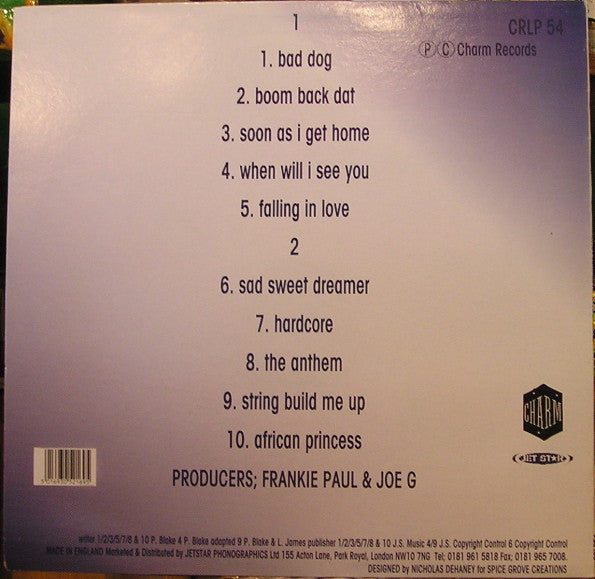 1
CRLP 54
P C Charm Records
1. bad dog
2. boom back dat
3. soon as i get home
4. when will i see you
5. falling in love
2
6. sad sweet dreamer
7. hardcore
8. the anthem
9. string build me up
10. african princess
CHARM
JET STAR
PRODUCERS; FRANKIE PAUL & JOE G
writer 1/2/3/5/7/8 & 10 P. Blake 4 P. Blake adapted 9 P. Blake & L. James publisher 1/2/3/5/7/8 & 10 J.S. Music 4/9 J.S. Copyright Control 6 Copyright Control
MADE IN ENGLAND Marketed & Distributed by JETSTAR PHONOGRAPHICS Ltd 155 Acton Lane, Park Royal, London NW10 7NG Tel; 0181 961 5818 Fax: 0181 965 7008.
DESIGNED by NICHOLAS DEHANEY for SPICE GROVE CREATIONS